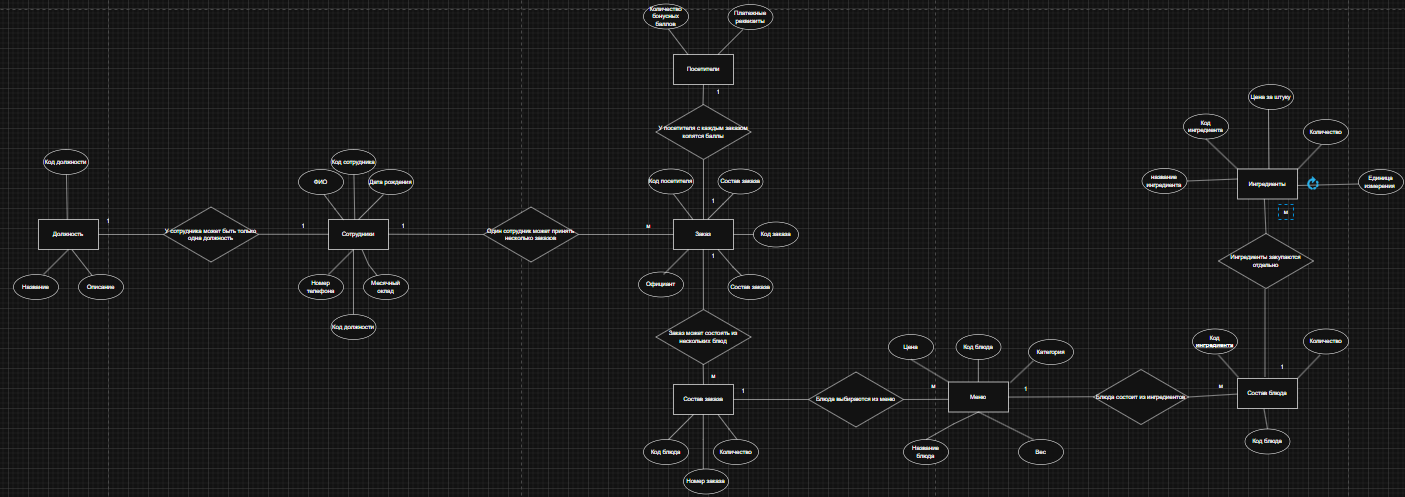 Количество
бонусных
баллов
Платежные
реквизиты
Посетители
1
У посетителя с каждым заказом
копятся баллы
Цена за штуку
Код
ингредиента
Количество
название
ингредиента
Ингредиенты
Единица
измерения
м
Код должности
Код сотрудника
ФИО
Дата рождения
Код посетителя
Состав заказа
1
Должность
1
У сотрудника может быть только
одна должность
1
Сотрудники
1
Один сотрудник может принять
несколько заказов
м
Заказ
Код заказа
1
Ингредиенты закупаются
отдельно
Название
Описание
Номер
телефона
Месячный
оклад
Официант
Состав заказа
Код должности
Заказ может состоять из
нескольких блюд
Цена
Код блюда
Категория
Код
ингредиента
Количество
1
м
Состав заказа
1
Блюда выбираются из меню
м
Меню
1
Блюда состоят из ингредиентов
м
Состав блюда
Код блюда
Количество
Номер заказа
Название
блюда
Вес
Код блюда